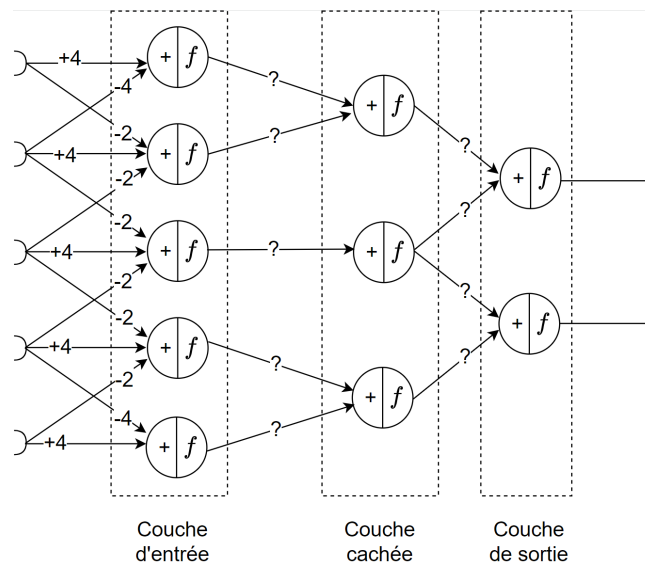 +4
-4
-2
+4
-2
-2
+4
-2
-2
+4
-2
-4
+4
+ f
+ f
+ f
+ f
+ f
?
?
?
?
?
+ f
+ f
+ f
?
?
?
?
+ f
+ f
Couche
d'entrée
Couche
cachée
Couche
de sortie